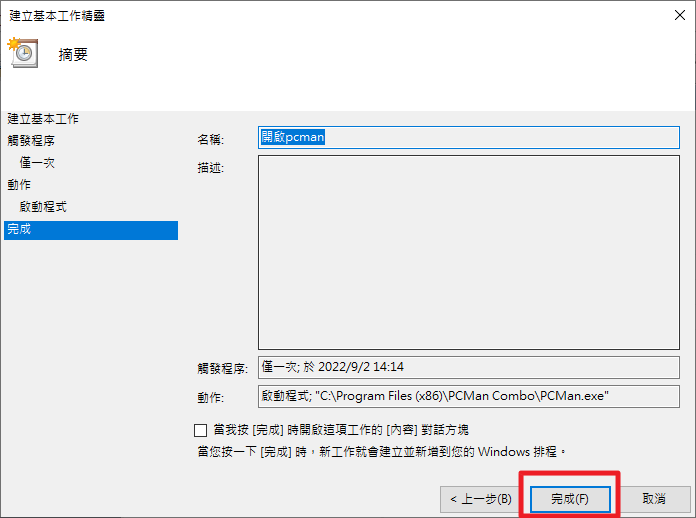 建立基本工作精靈
摘要
建立基本工作
觸發程序
僅一次
動作
啟動程式
完成
名稱:
開啟pcman
描述:
觸發程序:
僅一次; 於 2022/9/2 14:14
動作:
啟動程式; "C:\Program Files (x86)\PCMan Combo\PCMan.exe"
當我按 [完成] 時開啟這項工作的 [內容] 對話方塊
當您按一下 [完成] 時，新工作就會建立並新增到您的 Windows 排程。
< 上一步(B)
完成(F)
取消